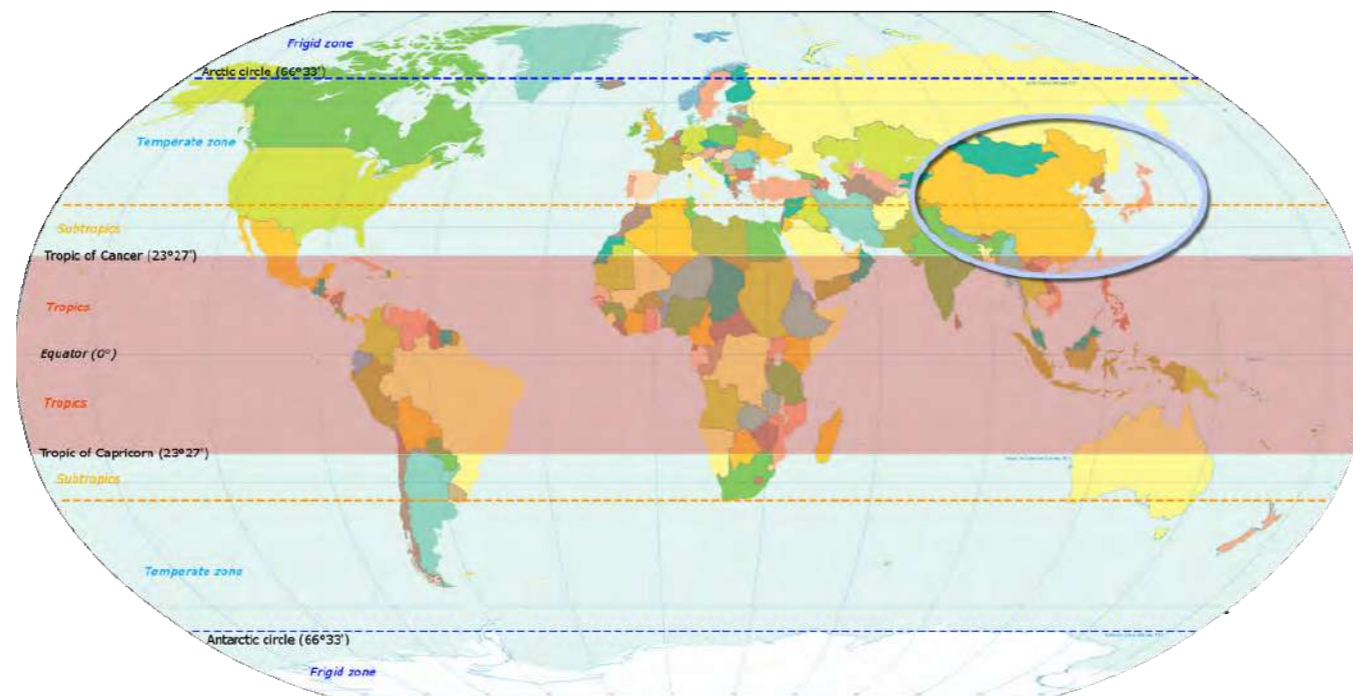 Frigid zone
Arctic circle (66°33')
Temperate zone
Subtropics
Tropic of Cancer (23°27')
Tropics
Equator (0°)
Tropics
Tropic of Capricorn (23°27')
Subtropics
Temperate zone
Antarctic circle (66°33')
Frigid zone